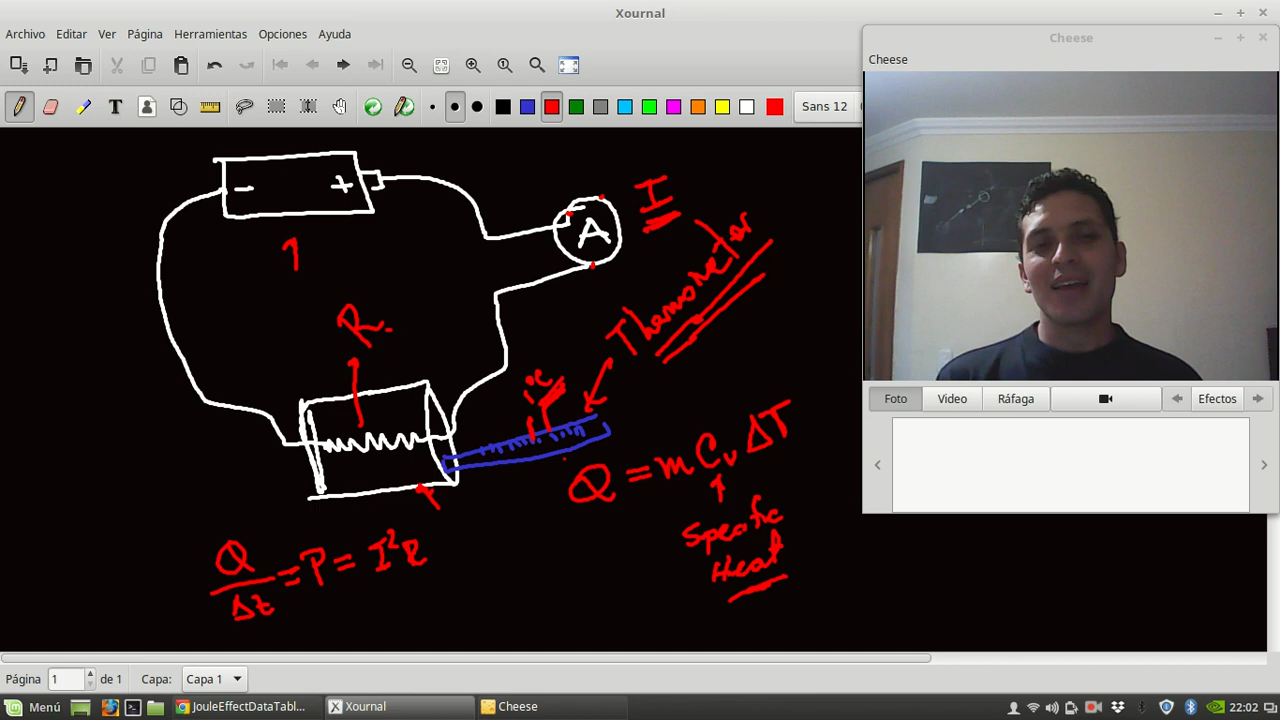 Xournal
Archivo Editar Ver Página Herramientas Opciones Ayuda
Sans 12
Cheese
Cheese
Foto Video Ráfaga Efectos
- +
A
I
Thermometer
R.
1°C
Q = m Cv ΔT
Specific
Heat
Q/Δt = P = I²R
Página 1 de 1 Capa: Capa 1
Menú JouleEffectDataTabl... Xournal Cheese 22:02